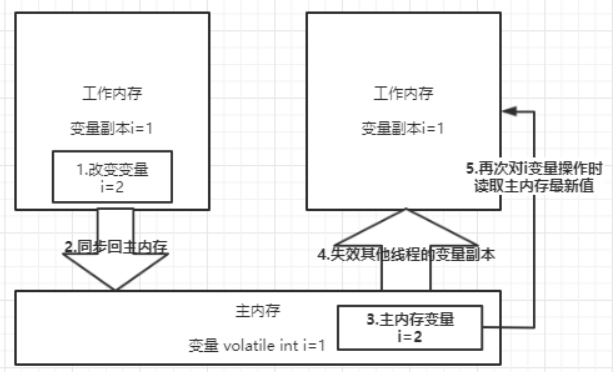 工作内存
变量副本i=1
1.改变变量
i=2
工作内存
变量副本i=1
2.同步回主内存
4.失效其他线程的变量副本
5.再次对i变量操作时
读取主内存最新值
主内存
变量 volatile int i=1
3.主内存变量
i=2